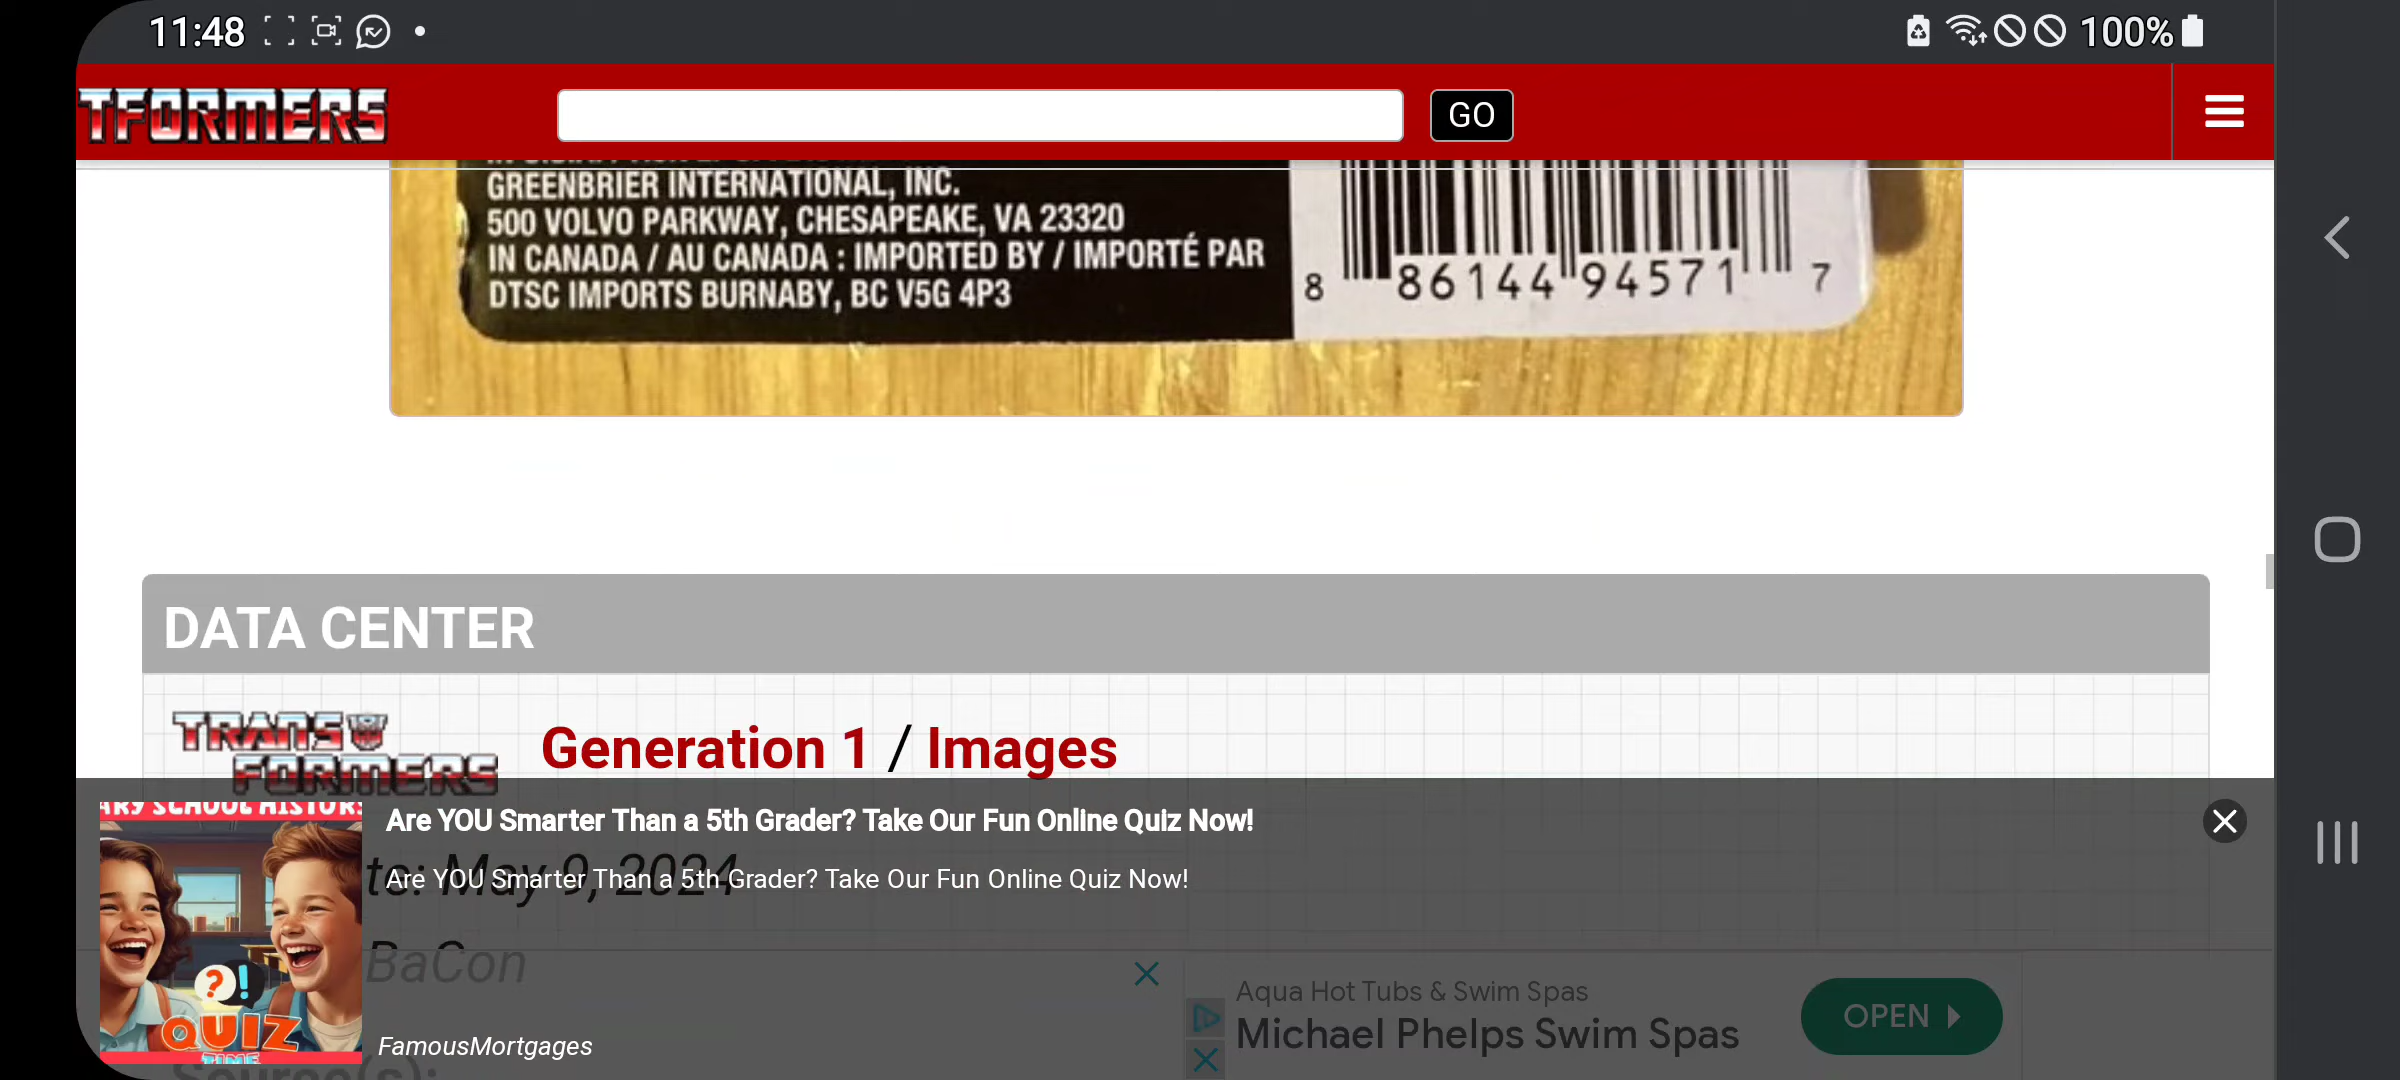 11:48
100%
TFORMERS
GO
GREENBRIER INTERNATIONAL, INC.
500 VOLVO PARKWAY, CHESAPEAKE, VA 23320
IN CANADA / AU CANADA : IMPORTED BY / IMPORTÉ PAR
DTSC IMPORTS BURNABY, BC V5G 4P3
8 86144 94571 7
DATA CENTER
TRANSFORMERS
Generation 1 / Images
Are YOU Smarter Than a 5th Grader? Take Our Fun Online Quiz Now!
te: May 9, 2024
Are YOU Smarter Than a 5th Grader? Take Our Fun Online Quiz Now!
BaCon
?!
QUIZ
TIME
FamousMortgages
Aqua Hot Tubs & Swim Spas
Michael Phelps Swim Spas
OPEN